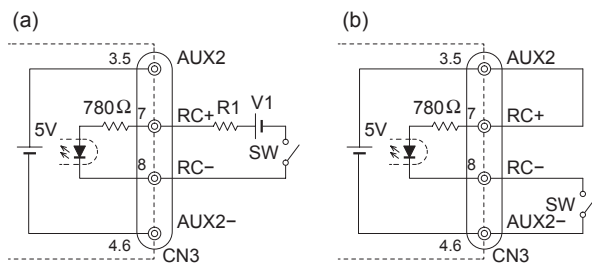 (a)
3.5 AUX2
780Ω 7 RC+ R1 V1
5V
8 RC− SW
AUX2−
4.6 CN3
(b)
3.5 AUX2
780Ω 7 RC+
5V
8 RC−
SW
AUX2-
4.6 CN3